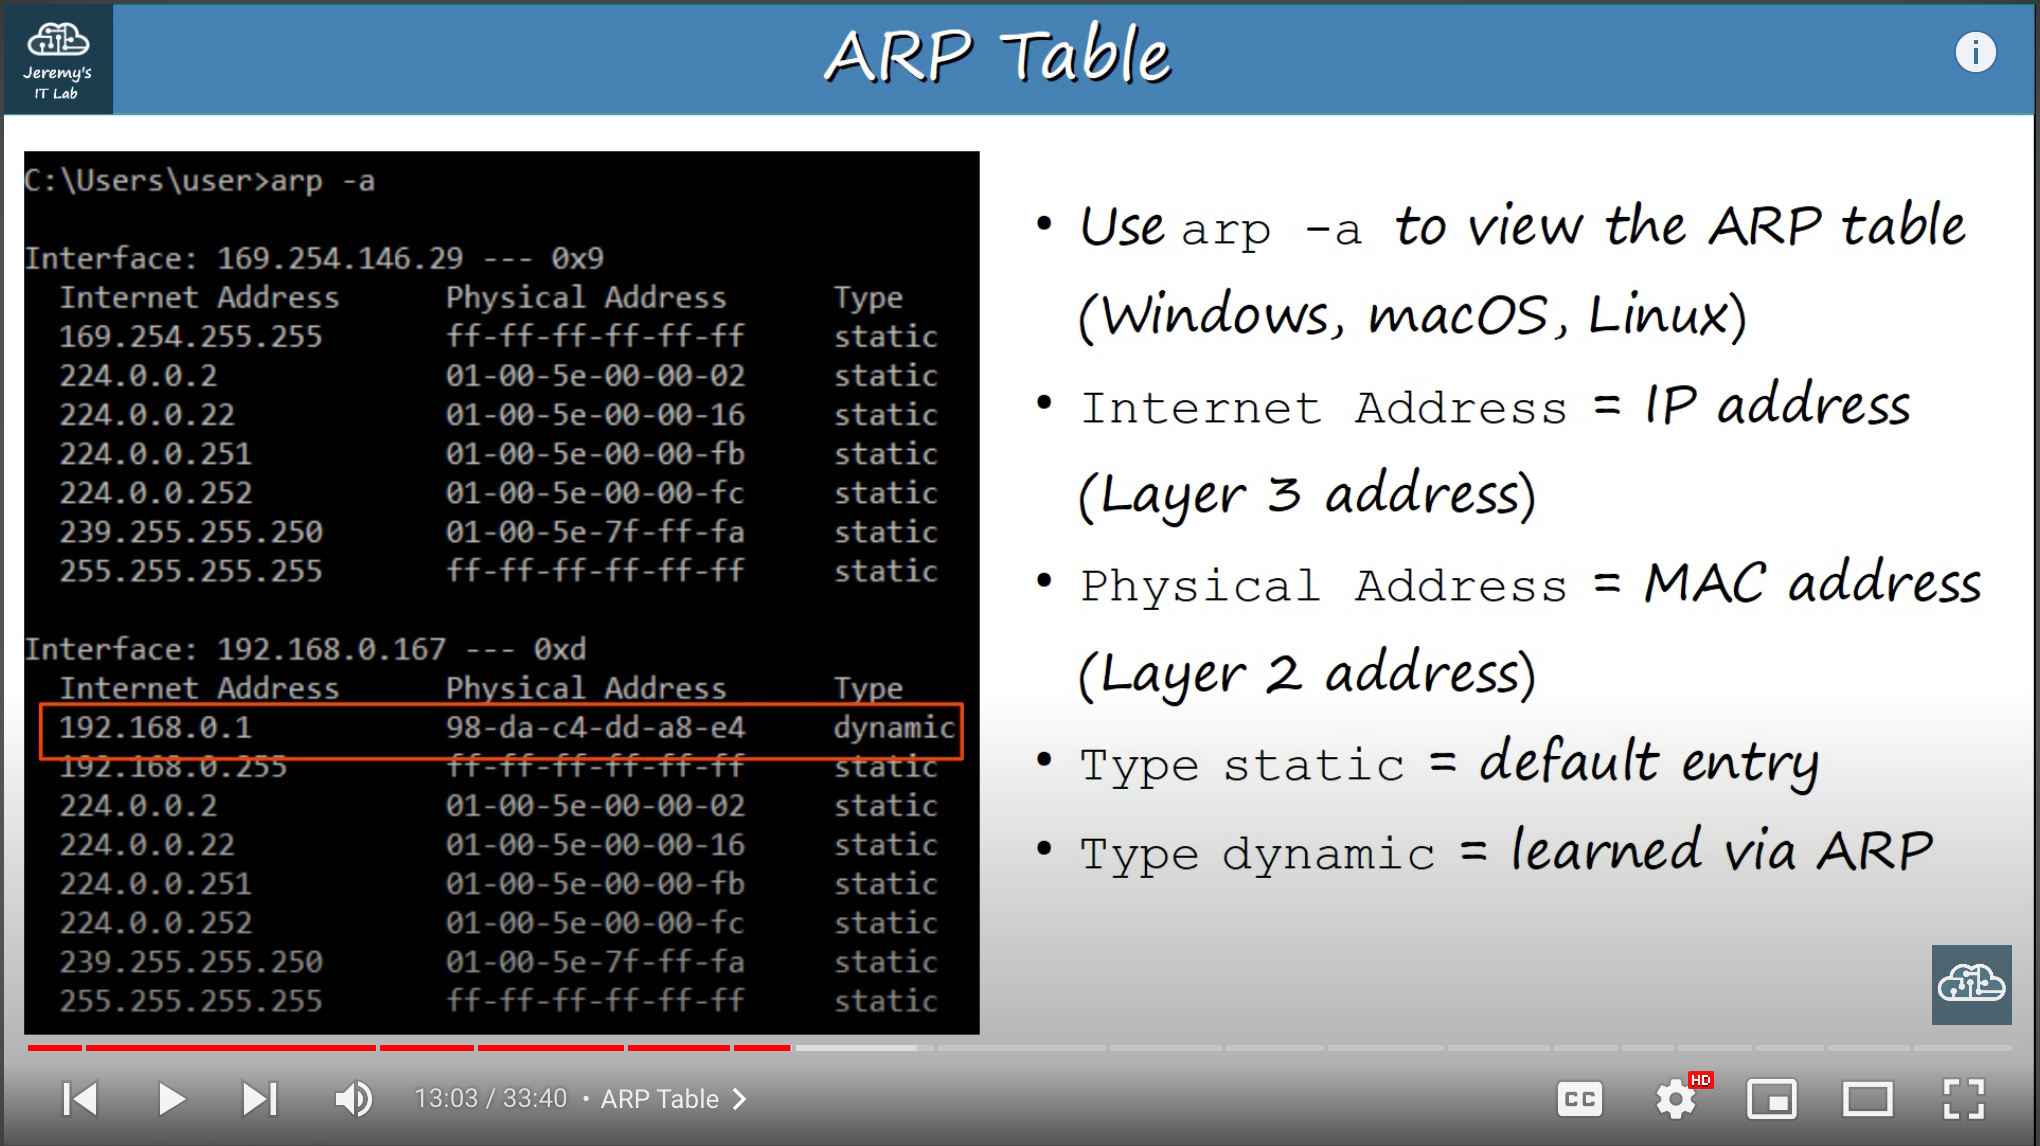 Jeremy's
IT Lab
ARP Table
i
C:\Users\user>arp -a
Interface: 169.254.146.29 --- 0x9
Internet Address Physical Address Type
169.254.255.255 ff-ff-ff-ff-ff-ff static
224.0.0.2 01-00-5e-00-00-02 static
224.0.0.22 01-00-5e-00-00-16 static
224.0.0.251 01-00-5e-00-00-fb static
224.0.0.252 01-00-5e-00-00-fc static
239.255.255.250 01-00-5e-7f-ff-fa static
255.255.255.255 ff-ff-ff-ff-ff-ff static
Interface: 192.168.0.167 --- 0xd
Internet Address Physical Address Type
192.168.0.1 98-da-c4-dd-a8-e4 dynamic
192.168.0.255 ff-ff-ff-ff-ff-ff static
224.0.0.2 01-00-5e-00-00-02 static
224.0.0.22 01-00-5e-00-00-16 static
224.0.0.251 01-00-5e-00-00-fb static
224.0.0.252 01-00-5e-00-00-fc static
239.255.255.250 01-00-5e-7f-ff-fa static
255.255.255.255 ff-ff-ff-ff-ff-ff static
• Use arp -a to view the ARP table
(Windows, macOS, Linux)
• Internet Address = IP address
(Layer 3 address)
• Physical Address = MAC address
(Layer 2 address)
• Type static = default entry
• Type dynamic = learned via ARP
13:03 / 33:40 • ARP Table
CC
HD